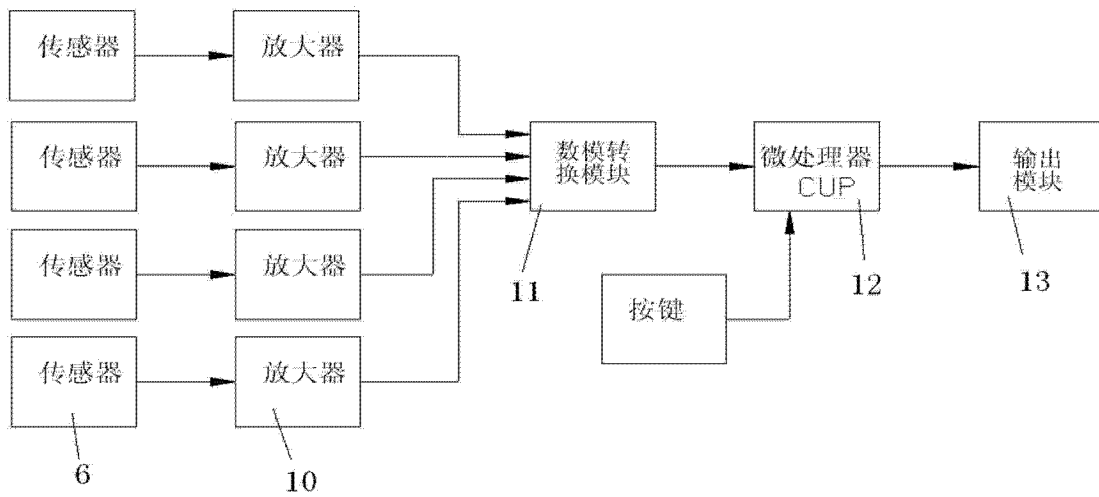 传感器
放大器
传感器
放大器
数模转
换模块
微处理器
CUP
输出
模块
传感器
放大器
11
12
13
按键
传感器
放大器
6
10